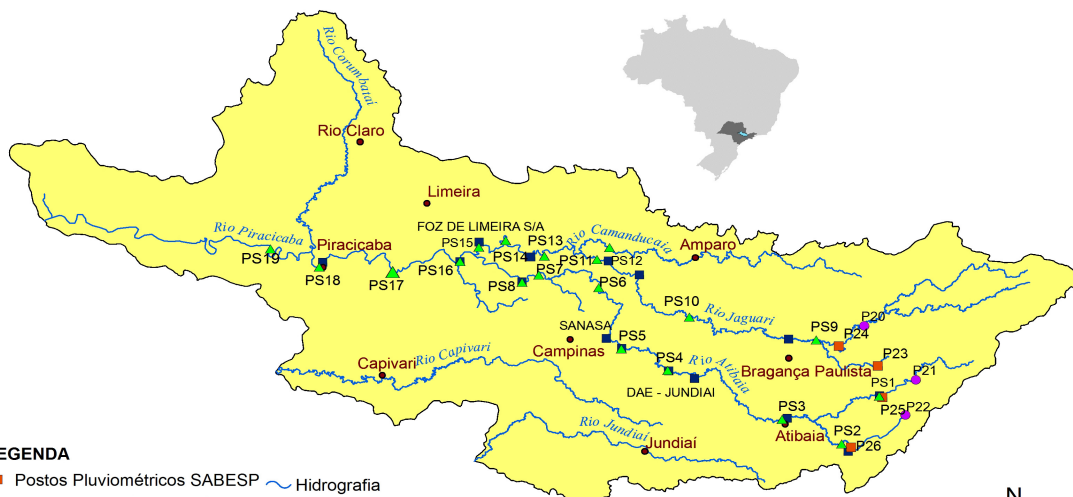 Rio Corumbataí
Rio Claro
Limeira
FOZ DE LIMEIRA S/A
Rio Piracicaba
Piracicaba
PS19
PS18
PS17
PS16
PS15
PS14
PS13
Rio Camanducaio
Amparo
PS11
PS12
PS7
PS8
PS6
PS10
Rio Jaguari
PS9
P20
P24
P23
SANASA
PS5
Campinas
PS4
Rio Atibaia
Bragança Paulista
P21
PS1
P25
P22
Capivari
Rio Capivari
DAE - JUNDIAI
PS3
Atibaia
PS2
P26
Rio Jundiaí
Jundiaí
EGENDA
Postos Pluviométricos SABESP
Hidrografia
N